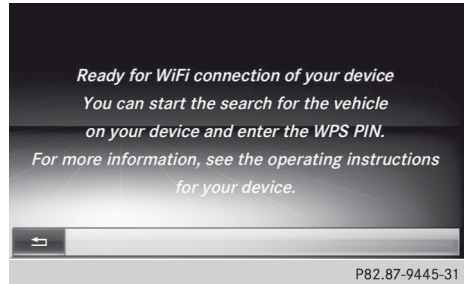 Ready for WiFi connection of your device
You can start the search for the vehicle
on your device and enter the WPS PIN.
For more information, see the operating instructions
for your device.
P82.87-9445-31